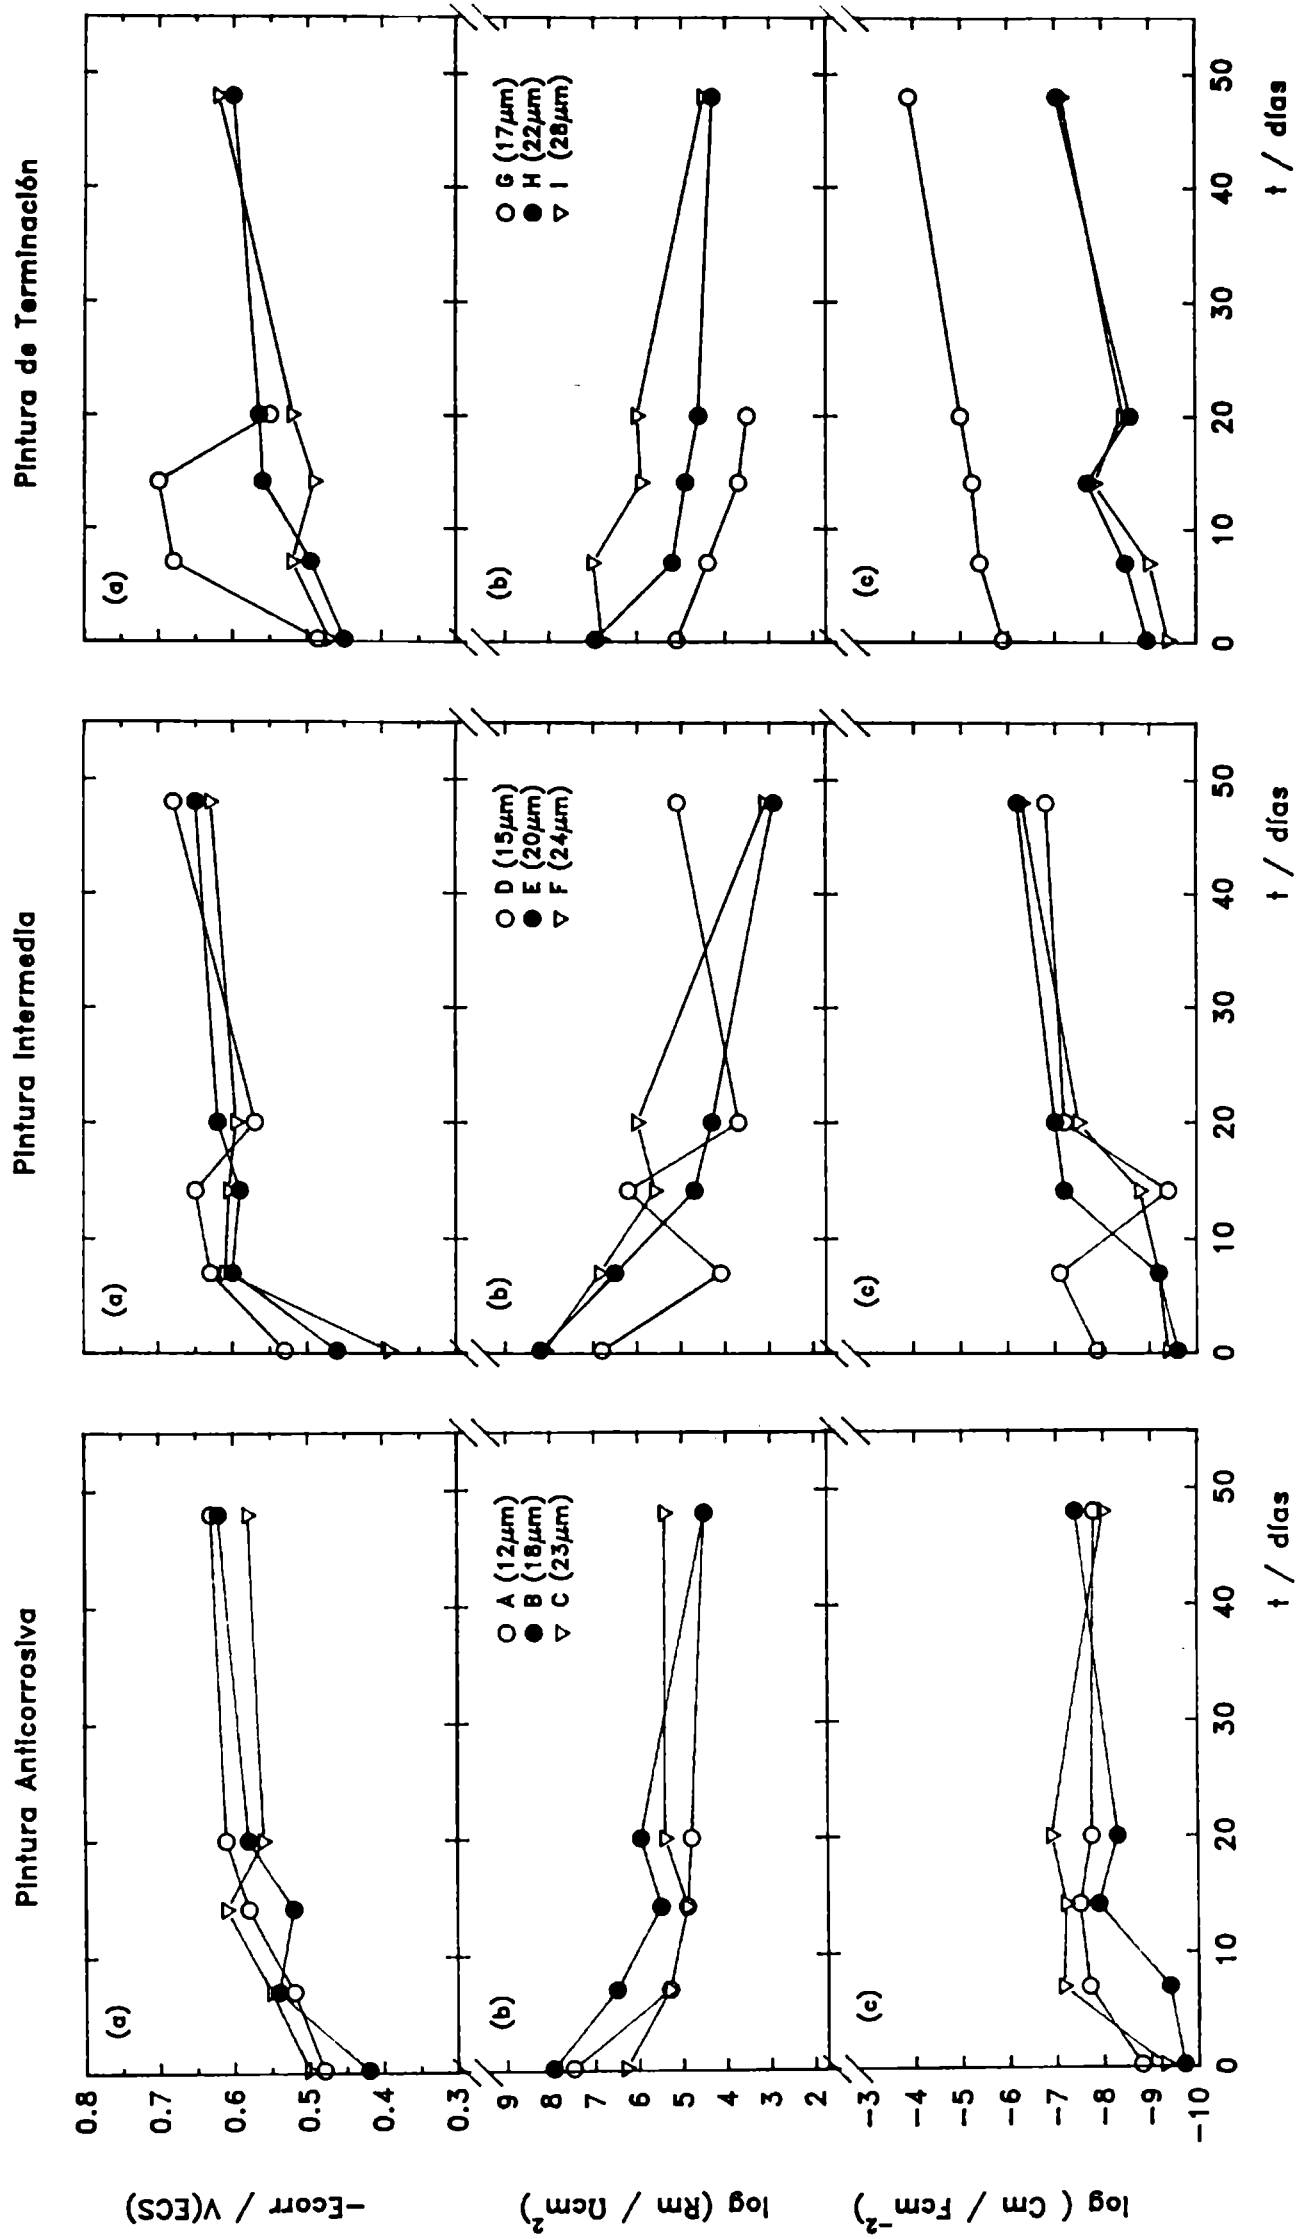 Pintura Anticorrosiva
Pintura Intermedia
Pintura de Terminación
-Ecorr / V(ECS)
0.8
0.7
0.6
0.5
0.4
0.3
(a)
(a)
(a)
log (Rm / Ωcm²)
9
8
7
6
5
4
3
2
(b)
A (12μm)
B (18μm)
C (23μm)
(b)
D (15μm)
E (20μm)
F (24μm)
(b)
G (17μm)
H (22μm)
I (28μm)
log ( Cm / Fcm⁻²)
-3
-4
-5
-6
-7
-8
-9
-10
(c)
(c)
(c)
0 10 20 30 40 50
0 10 20 30 40 50
0 10 20 30 40 50
t / días
t / días
t / días